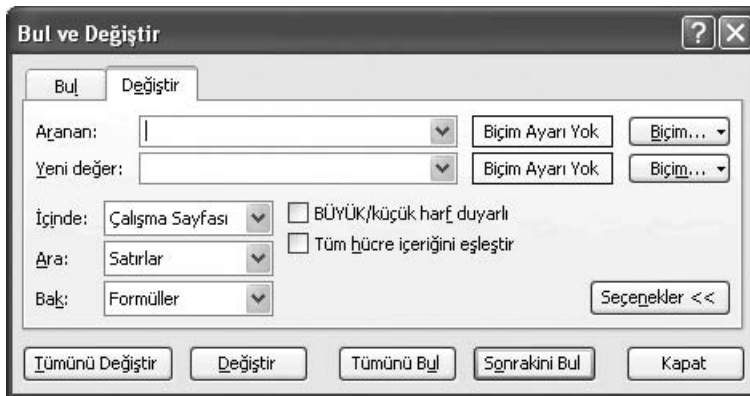 Bul ve Değiştir
Bul Değiştir
Aranan: Biçim Ayarı Yok Biçim...
Yeni değer: Biçim Ayarı Yok Biçim...
İçinde: Çalışma Sayfası BÜYÜK/küçük harf duyarlı
Tüm hücre içeriğini eşleştir
Ara: Satırlar
Bak: Formüller Seçenekler <<
Tümünü Değiştir Değiştir Tümünü Bul Sonrakini Bul Kapat